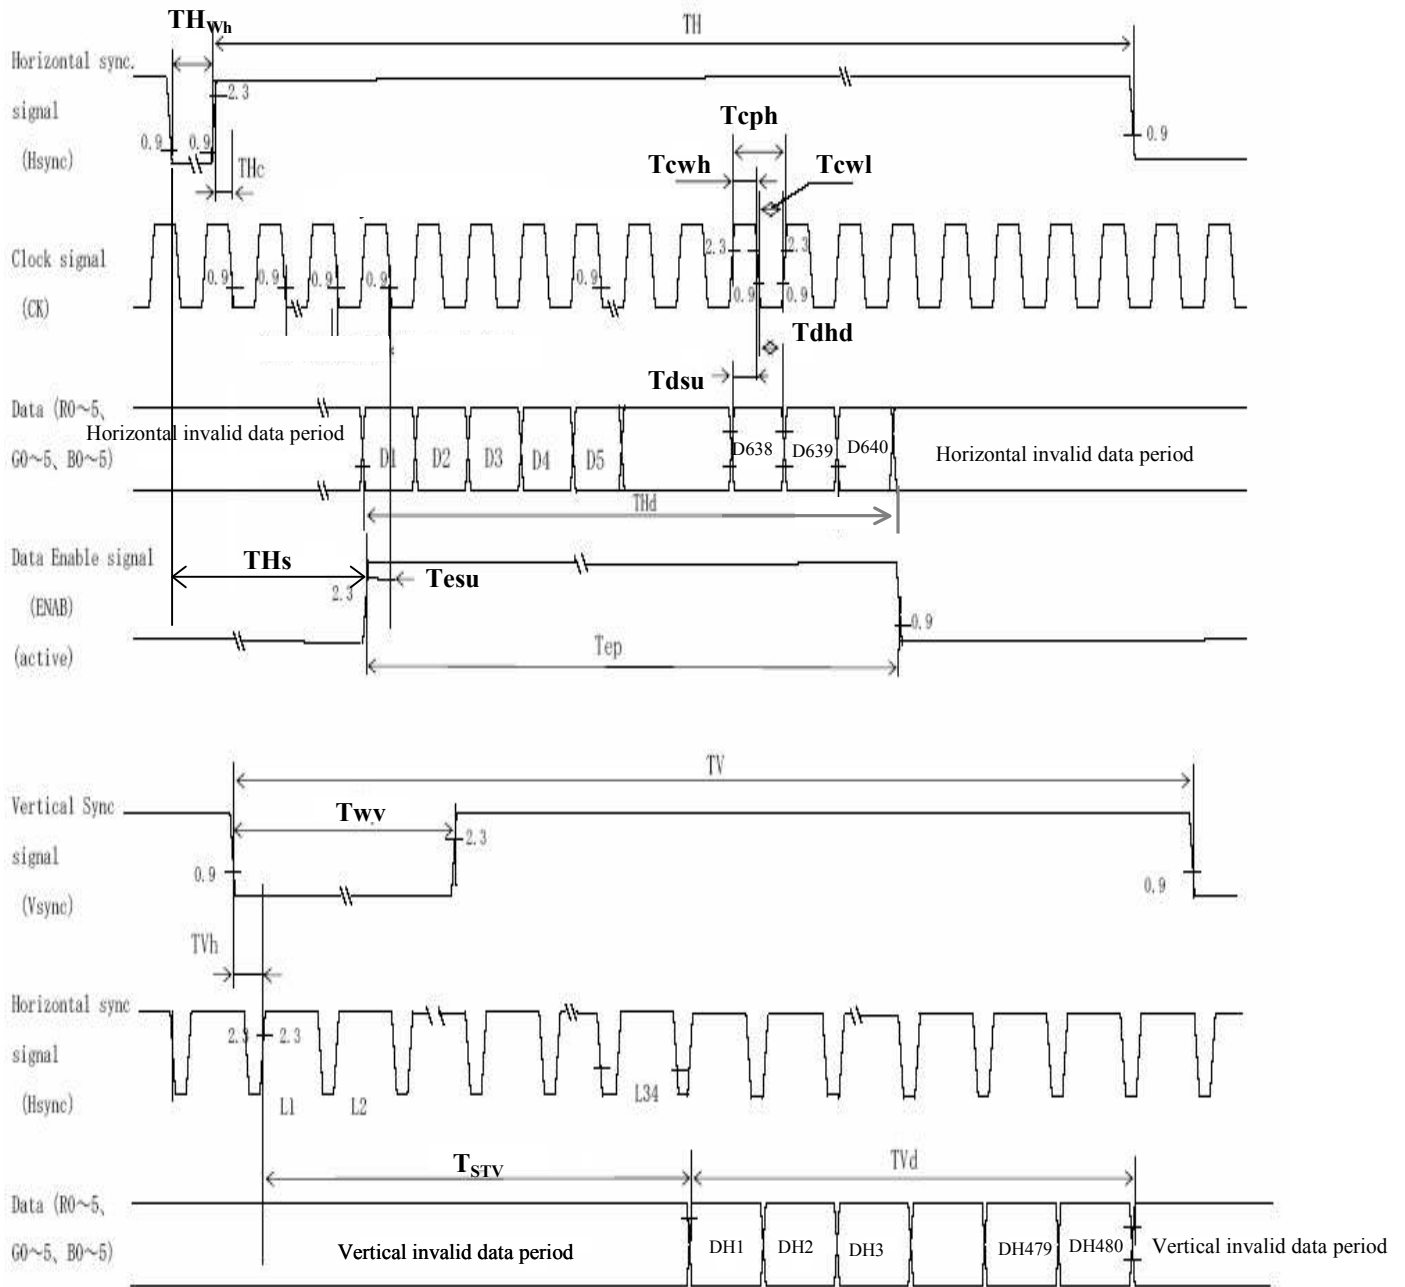 TH_Wh
TH
Horizontal sync.
signal
(Hsync)
0.9
0.9
2.3
THc
0.9
Tcph
Tcwh
Tcwl
Clock signal
(CK)
0.9
0.9
0.9
0.9
0.9
2.3
2.3
0.9
0.9
Tdhd
Tdsu
Data (R0～5、
G0～5、B0～5)
Horizontal invalid data period
D1
D2
D3
D4
D5
D638
D639
D640
Horizontal invalid data period
THd
Data Enable signal
(ENAB)
(active)
THs
2.3
Tesu
0.9
Tep
TV
Vertical Sync
signal
(Vsync)
Twv
2.3
0.9
0.9
TVh
Horizontal sync
signal
(Hsync)
2.3
2.3
L1
L2
L34
T_STV
TVd
Data (R0～5、
G0～5、B0～5)
Vertical invalid data period
DH1
DH2
DH3
DH479
DH480
Vertical invalid data period